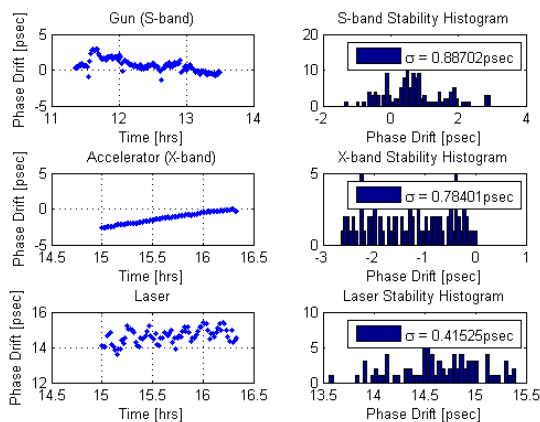 Gun (S-band)
Phase Drift [psec]
5
0
-5
11
12
13
14
Time [hrs]
S-band Stability Histogram
20
10
0
σ = 0.88702psec
-2
0
2
4
Phase Drift [psec]
Accelerator (X-band)
Phase Drift [psec]
5
0
-5
14.5
15
15.5
16
16.5
Time [hrs]
X-band Stability Histogram
5
0
σ = 0.78401psec
-3
-2
-1
0
1
Phase Drift [psec]
Laser
Phase Drift [psec]
16
14
12
14.5
15
15.5
16
16.5
Time [hrs]
Laser Stability Histogram
10
5
0
σ = 0.41525psec
13.5
14
14.5
15
15.5
Phase Drift [psec]